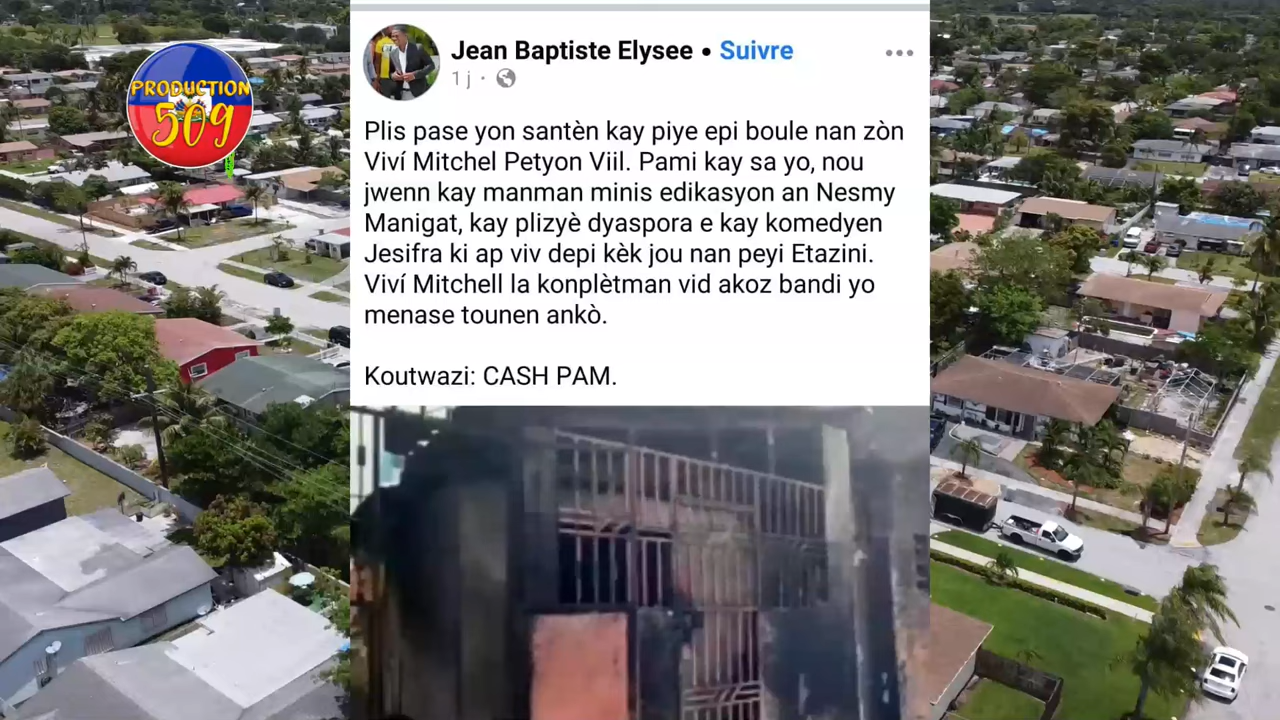 PRODUCTION
509
Jean Baptiste Elysee • Suivre
1 j ·
Plis pase yon santèn kay piye epi boule nan zòn
Viví Mitchel Petyon Viil. Pami kay sa yo, nou
jwenn kay manman minis edikasyon an Nesmy
Manigat, kay plizyè dyaspora e kay komedyen
Jesifra ki ap viv depi kèk jou nan peyi Etazini.
Viví Mitchell la konplètman vid akoz bandi yo
menase tounen ankò.
Koutwazi: CASH PAM.